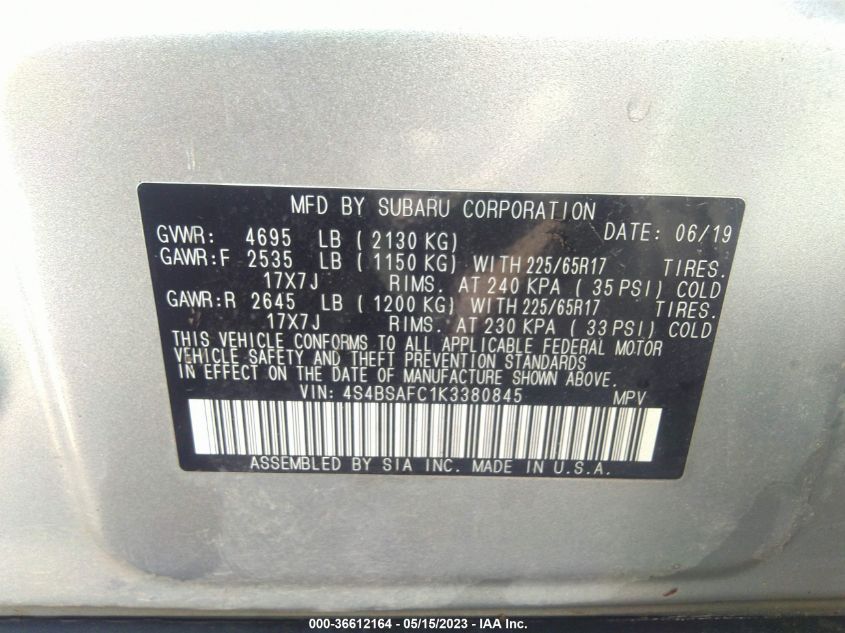 MFD BY SUBARU CORPORATION
GVWR: 4695 LB ( 2130 KG) DATE: 06/19
GAWR:F 2535 LB ( 1150 KG) WITH 225/65R17 TIRES.
17X7J RIMS. AT 240 KPA ( 35 PSI) COLD
GAWR:R 2645 LB ( 1200 KG) WITH 225/65R17 TIRES.
17X7J RIMS. AT 230 KPA ( 33 PSI) COLD
THIS VEHICLE CONFORMS TO ALL APPLICABLE FEDERAL MOTOR
VEHICLE SAFETY AND THEFT PREVENTION STANDARDS
IN EFFECT ON THE DATE OF MANUFACTURE SHOWN ABOVE.
VIN: 4S4BSAFC1K3380845 MPV
ASSEMBLED BY SIA INC. MADE IN U.S.A.
000-36612164 - 05/15/2023 - IAA Inc.